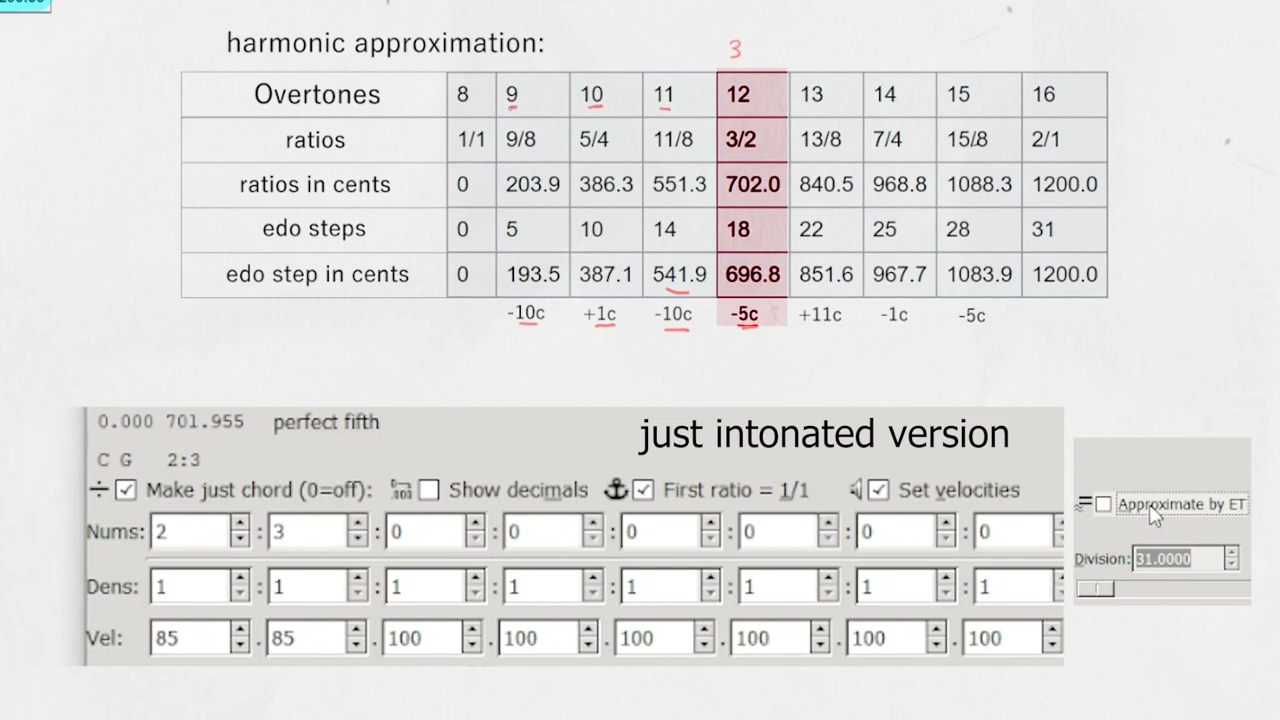 harmonic approximation:
3
Overtones 8 9 10 11 12 13 14 15 16
ratios 1/1 9/8 5/4 11/8 3/2 13/8 7/4 15/8 2/1
ratios in cents 0 203.9 386.3 551.3 702.0 840.5 968.8 1088.3 1200.0
edo steps 0 5 10 14 18 22 25 28 31
edo step in cents 0 193.5 387.1 541.9 696.8 851.6 967.7 1083.9 1200.0
-10c +1c -10c -5c +11c -1c -5c
0.000 701.955 perfect fifth
just intonated version
C G 2:3
÷ Make just chord (0=off): Show decimals First ratio = 1/1 Set velocities
Approximate by ET
Nums: 2 : 3 : 0 : 0 : 0 : 0 : 0 : 0
Division: 31.0000
Dens: 1 : 1 : 1 : 1 : 1 : 1 : 1 : 1
Vel: 85 . 85 . 100 . 100 . 100 . 100 . 100 . 100